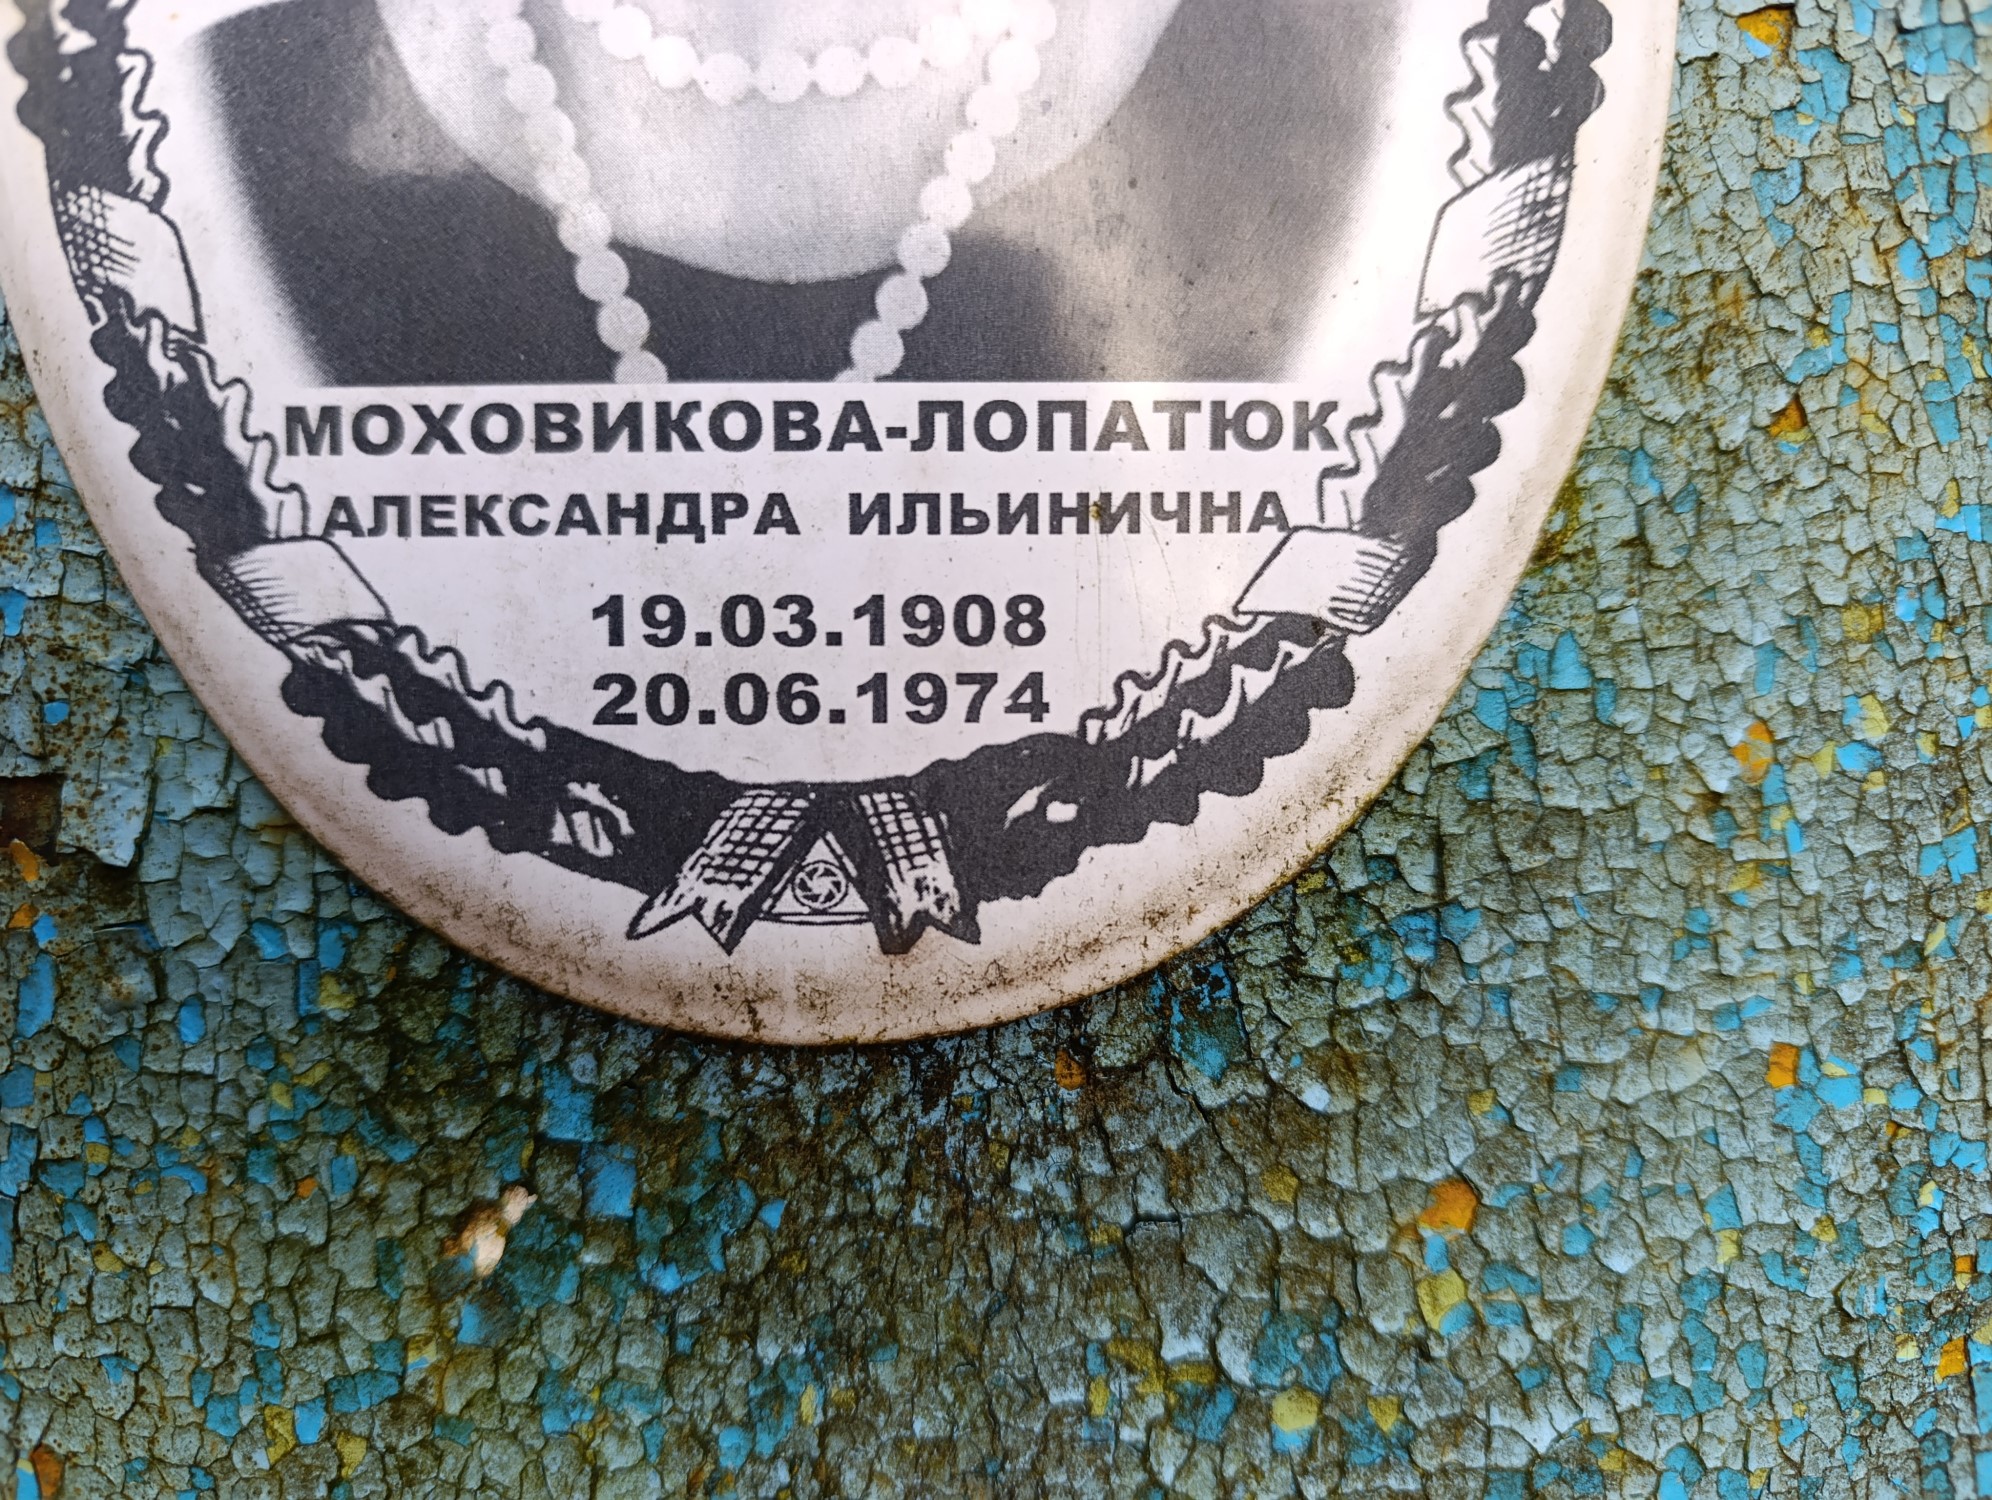 МОХОВИКОВА-ЛОПАТЮК
АЛЕКСАНДРА ИЛЬИНИЧНА
19.03.1908
20.06.1974